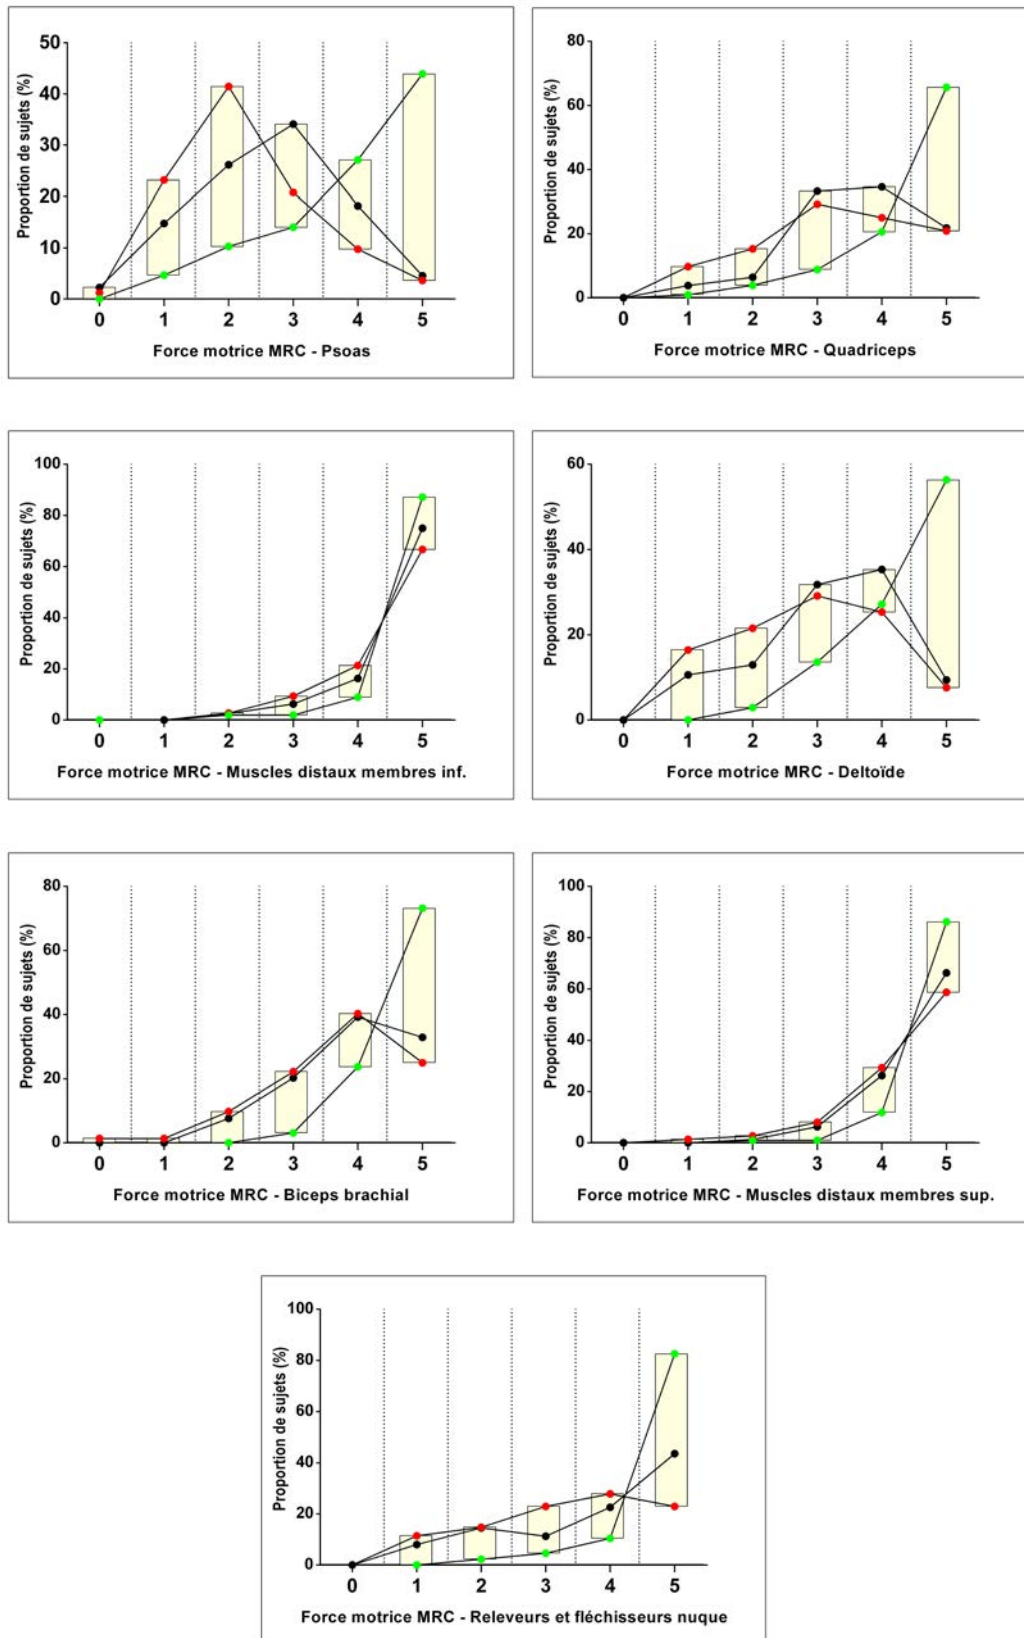 Proportion de sujets (%)
50
40
30
20
10
0
0 1 2 3 4 5
Force motrice MRC - Psoas
Proportion de sujets (%)
80
60
40
20
0
0 1 2 3 4 5
Force motrice MRC - Quadriceps
Proportion de sujets (%)
100
80
60
40
20
0
0 1 2 3 4 5
Force motrice MRC - Muscles distaux membres inf.
Proportion de sujets (%)
60
40
20
0
0 1 2 3 4 5
Force motrice MRC - Deltoïde
Proportion de sujets (%)
80
60
40
20
0
0 1 2 3 4 5
Force motrice MRC - Biceps brachial
Proportion de sujets (%)
100
80
60
40
20
0
0 1 2 3 4 5
Force motrice MRC - Muscles distaux membres sup.
Proportion de sujets (%)
100
80
60
40
20
0
0 1 2 3 4 5
Force motrice MRC - Releveurs et fléchisseurs nuque